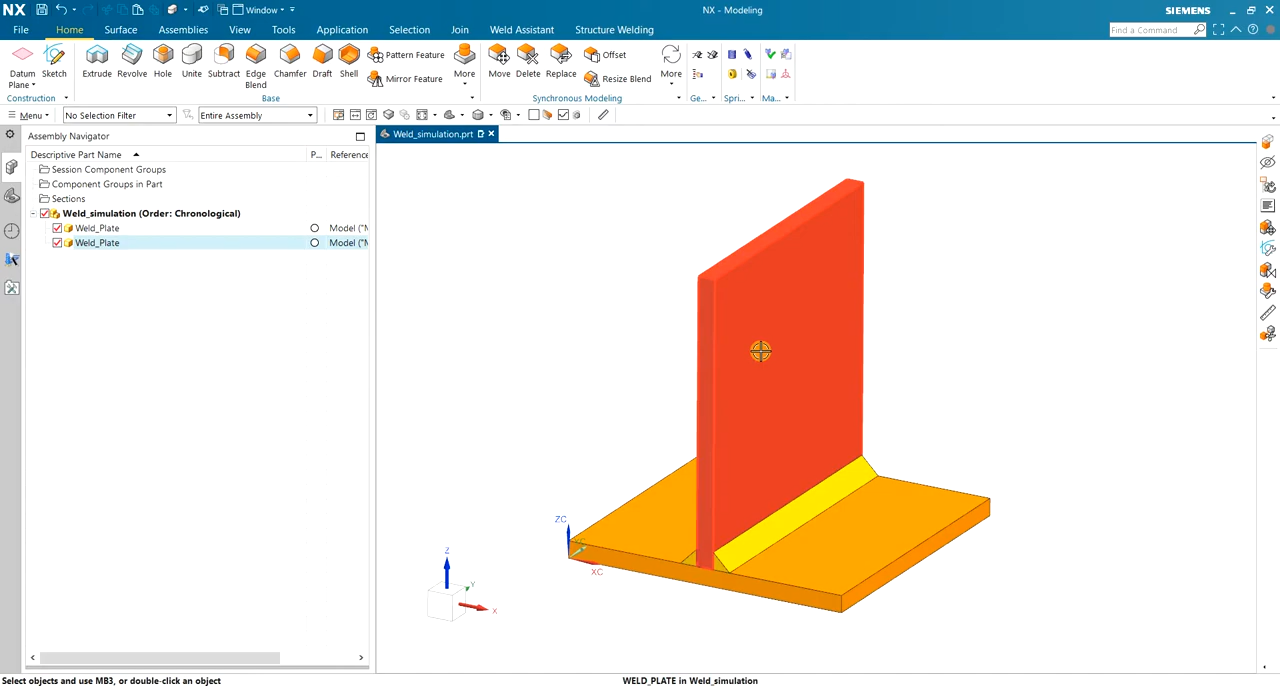 NX
Window
NX - Modeling
SIEMENS
File Home Surface Assemblies View Tools Application Selection Join Weld Assistant Structure Welding
Find a Command
Datum Plane
Sketch
Extrude
Revolve
Hole
Unite
Subtract
Edge Blend
Chamfer
Draft
Shell
Pattern Feature
Mirror Feature
More
Move
Delete
Replace
Offset
Resize Blend
More
Construction
Base
Synchronous Modeling
Ge...
Spri...
Ma...
Menu
No Selection Filter
Entire Assembly
Assembly Navigator
Weld_simulation.prt
Descriptive Part Name P... Reference
Session Component Groups
Component Groups in Part
Sections
Weld_simulation (Order: Chronological)
Weld_Plate Model ("M
Weld_Plate Model ("M
ZC
YC
XC
Z
Y
X
Select objects and use MB3, or double-click an object
WELD_PLATE in Weld_simulation